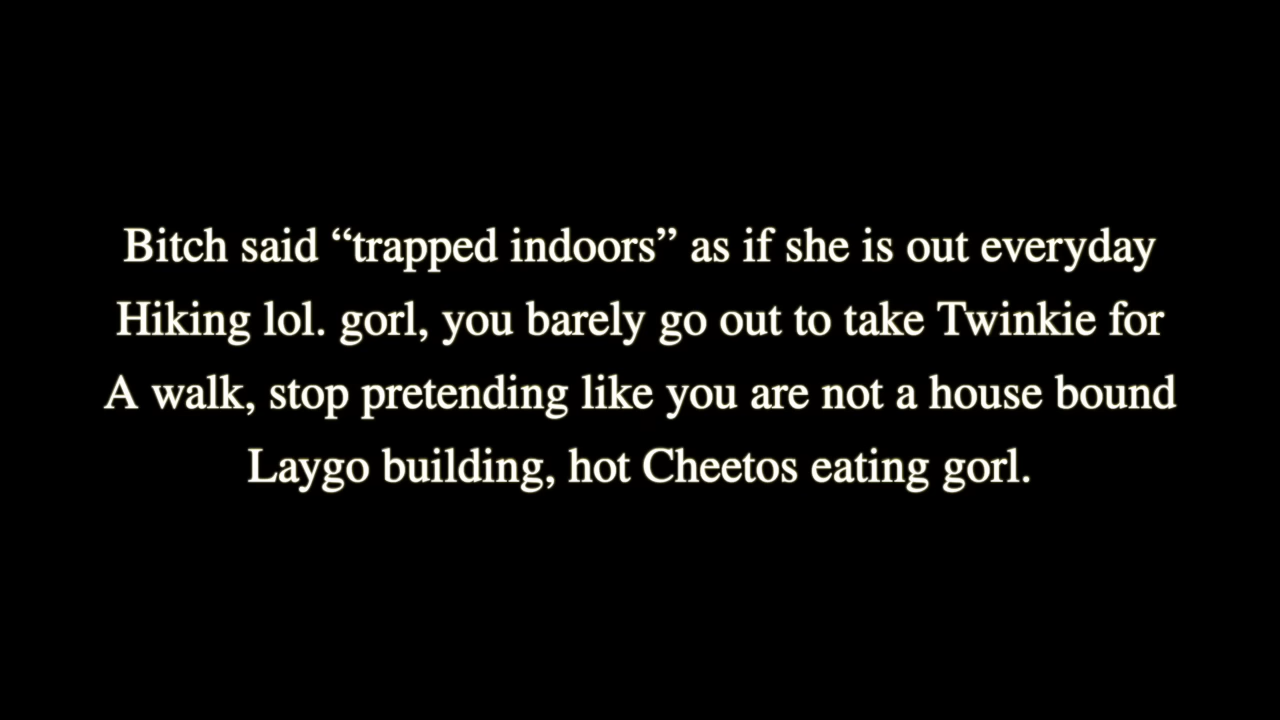 Bitch said “trapped indoors” as if she is out everyday
Hiking lol. gorl, you barely go out to take Twinkie for
A walk, stop pretending like you are not a house bound
Laygo building, hot Cheetos eating gorl.